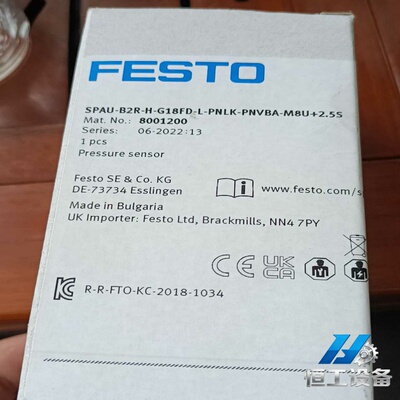 FESTO
SPAU-B2R-H-G18FD-L-PNLK-PNVBA-M8U+2.5S
Mat. No.: 8001200
Series: 06-2022:13
1 pcs
Pressure sensor
Festo SE & Co. KG
DE-73734 Esslingen
www.festo.com/s
Made in Bulgaria
UK Importer: Festo Ltd, Brackmills, NN4 7PY
CE UK CA
R-R-FTO-KC-2018-1034
恒工设备